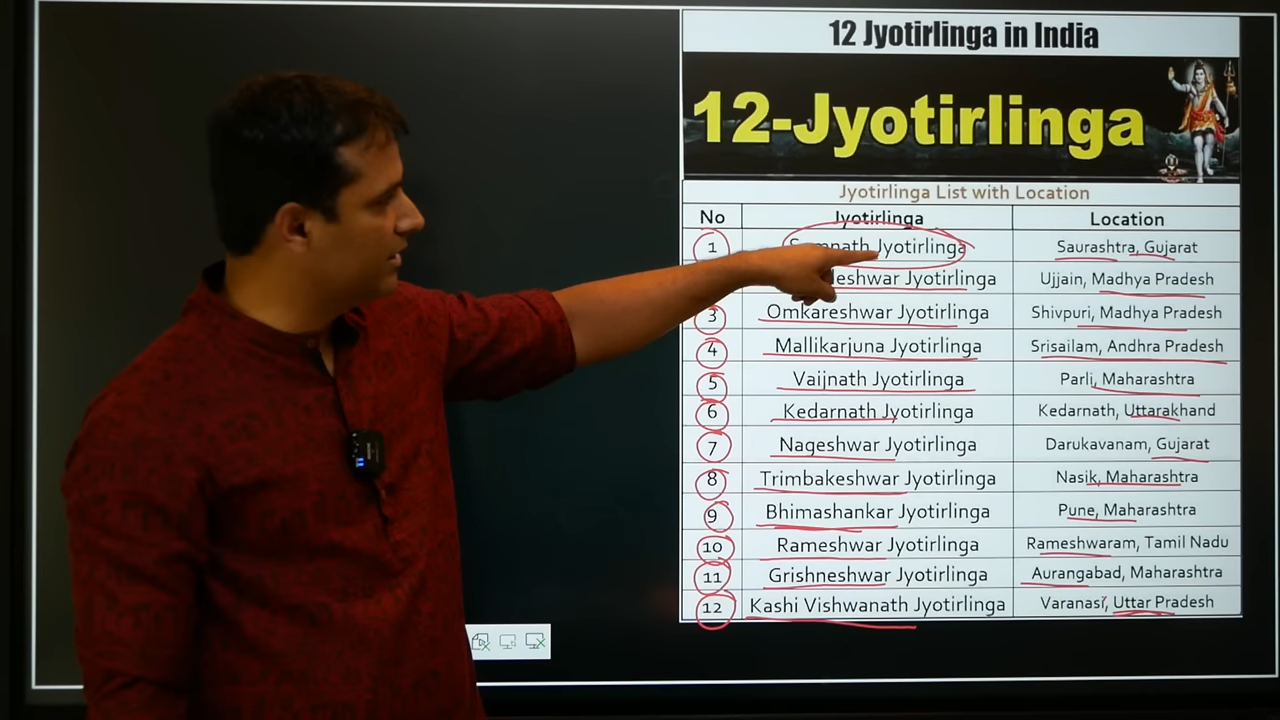 12 Jyotirlinga in India
12-Jyotirlinga
Jyotirlinga List with Location
No Jyotirlinga Location
1 Jyotirlinga Saurashtra, Gujarat
Jyotirlinga Ujjain, Madhya Pradesh
3 Omkareshwar Jyotirlinga Shivpuri, Madhya Pradesh
4 Mallikarjuna Jyotirlinga Srisailam, Andhra Pradesh
5 Vaijnath Jyotirlinga Parli, Maharashtra
6 Kedarnath Jyotirlinga Kedarnath, Uttarakhand
7 Nageshwar Jyotirlinga Darukavanam, Gujarat
8 Trimbakeshwar Jyotirlinga Nasik, Maharashtra
9 Bhimashankar Jyotirlinga Pune, Maharashtra
10 Rameshwar Jyotirlinga Rameshwaram, Tamil Nadu
11 Grishneshwar Jyotirlinga Aurangabad, Maharashtra
12 Kashi Vishwanath Jyotirlinga Varanasi, Uttar Pradesh